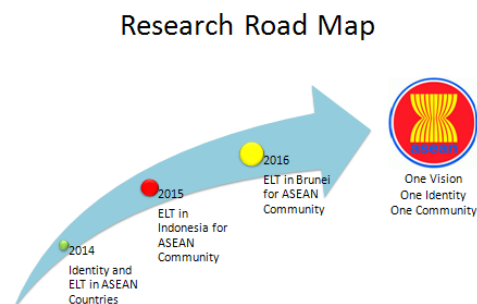 Research Road Map
2014
Identity and
ELT in ASEAN
Countries
2015
ELT in
Indonesia for
ASEAN
Community
2016
ELT in Brunei
for ASEAN
Community
asean
One Vision
One Identity
One Community